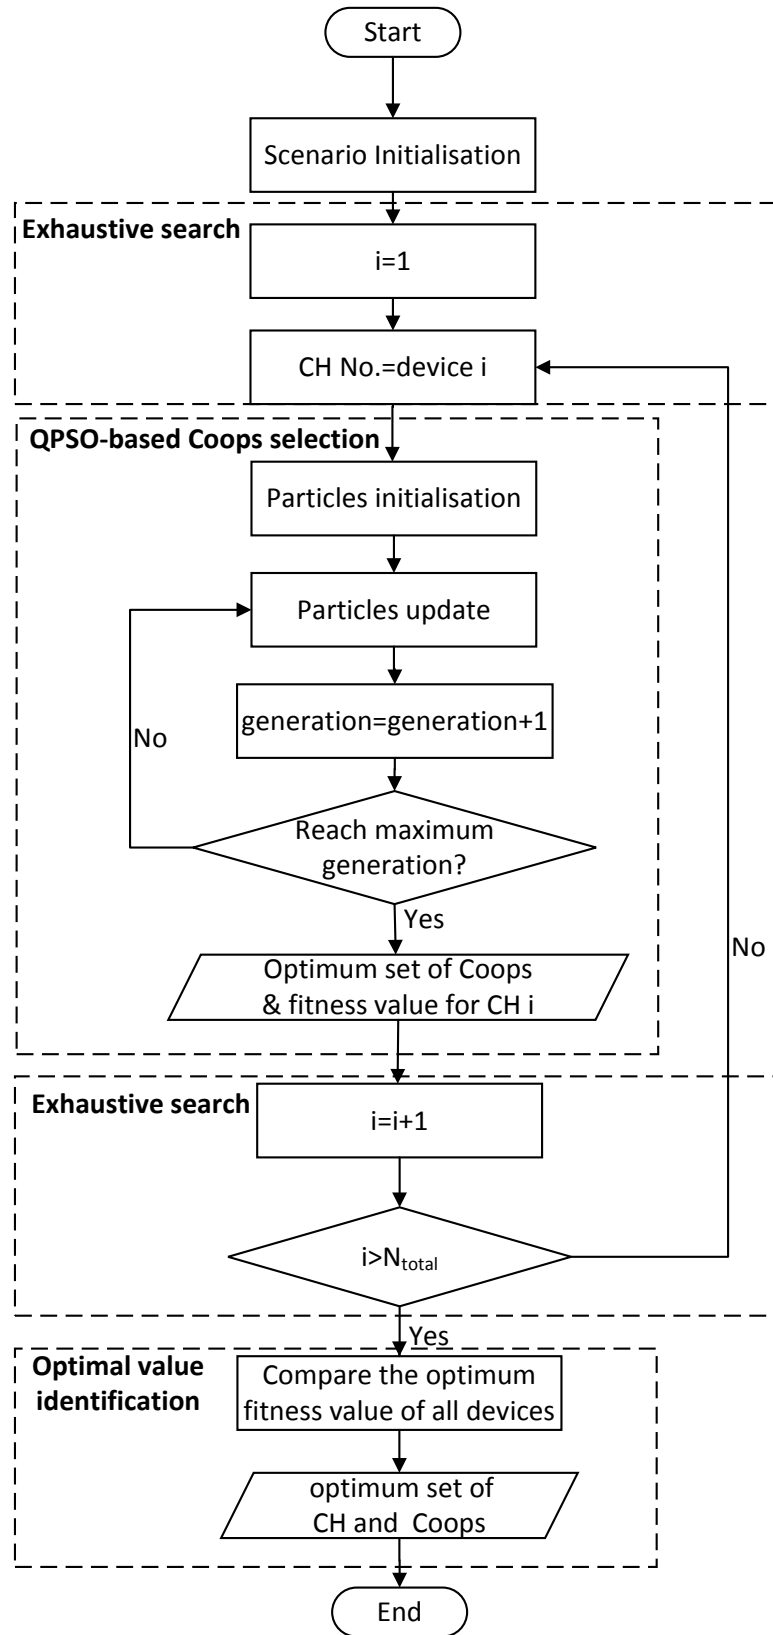 Start
Scenario Initialisation
Exhaustive search
i=1
CH No.=device i
QPSO-based Coops selection
Particles initialisation
Particles update
generation=generation+1
No
Reach maximum
generation?
Yes
Optimum set of Coops
& fitness value for CH i
No
Exhaustive search
i=i+1
i>Ntotal
Yes
Optimal value
identification
Compare the optimum
fitness value of all devices
optimum set of
CH and Coops
End